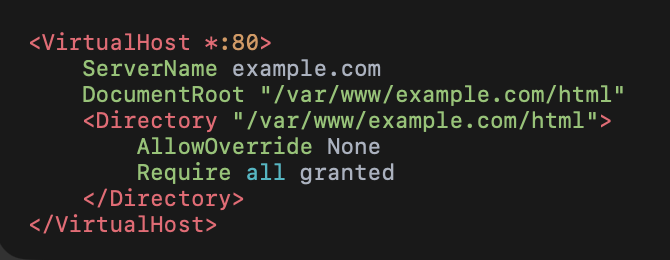 <VirtualHost *:80>
    ServerName example.com
    DocumentRoot "/var/www/example.com/html"
    <Directory "/var/www/example.com/html">
        AllowOverride None
        Require all granted
    </Directory>
</VirtualHost>